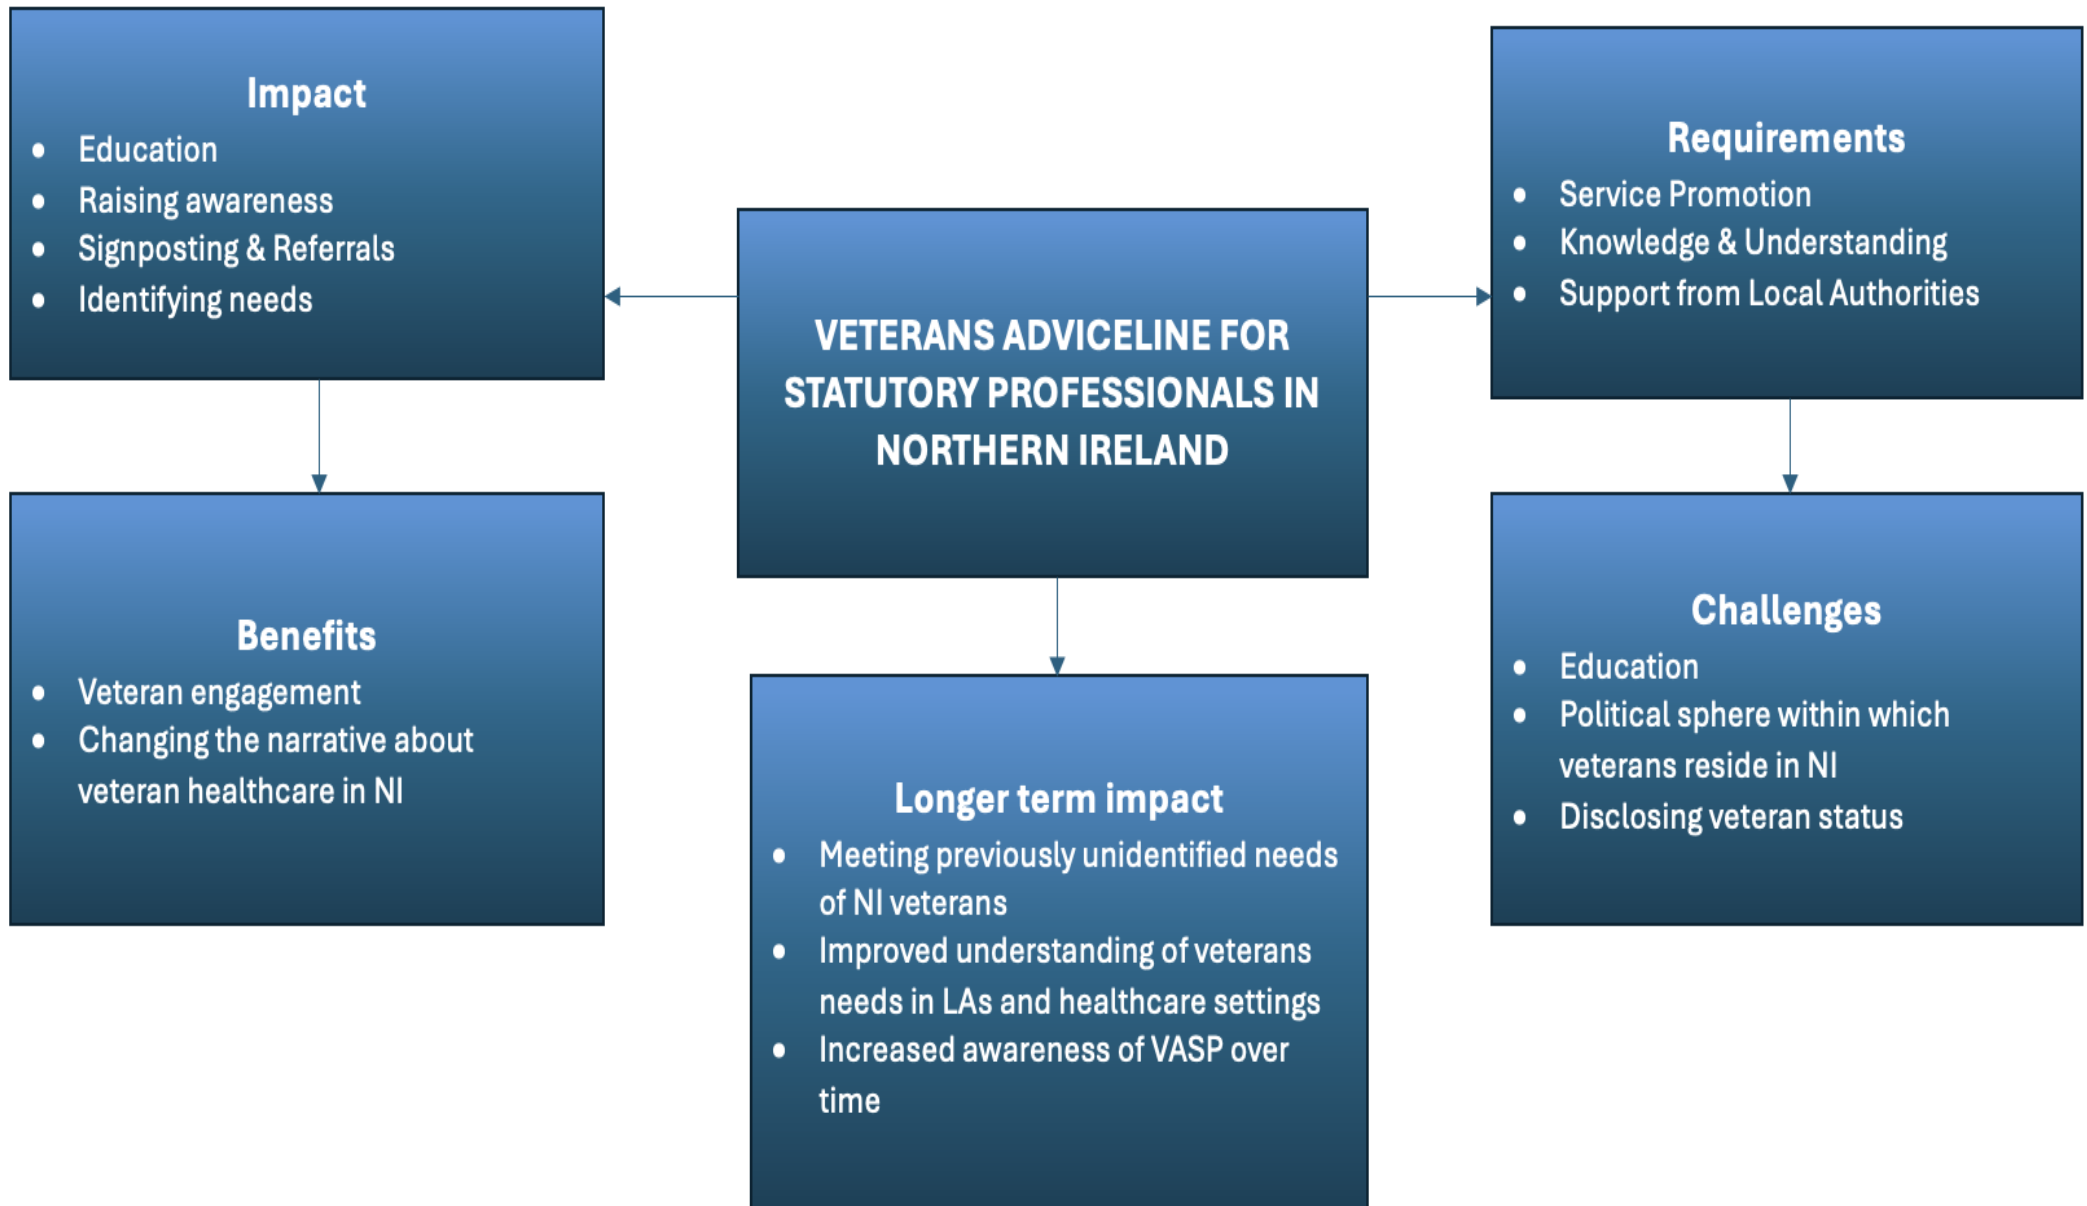 Impact
• Education
• Raising awareness
• Signposting & Referrals
• Identifying needs
Benefits
• Veteran engagement
• Changing the narrative about
veteran healthcare in NI
VETERANS ADVICELINE FOR
STATUTORY PROFESSIONALS IN
NORTHERN IRELAND
Longer term impact
• Meeting previously unidentified needs
of NI veterans
• Improved understanding of veterans
needs in LAs and healthcare settings
• Increased awareness of VASP over
time
Requirements
• Service Promotion
• Knowledge & Understanding
• Support from Local Authorities
Challenges
• Education
• Political sphere within which
veterans reside in NI
• Disclosing veteran status